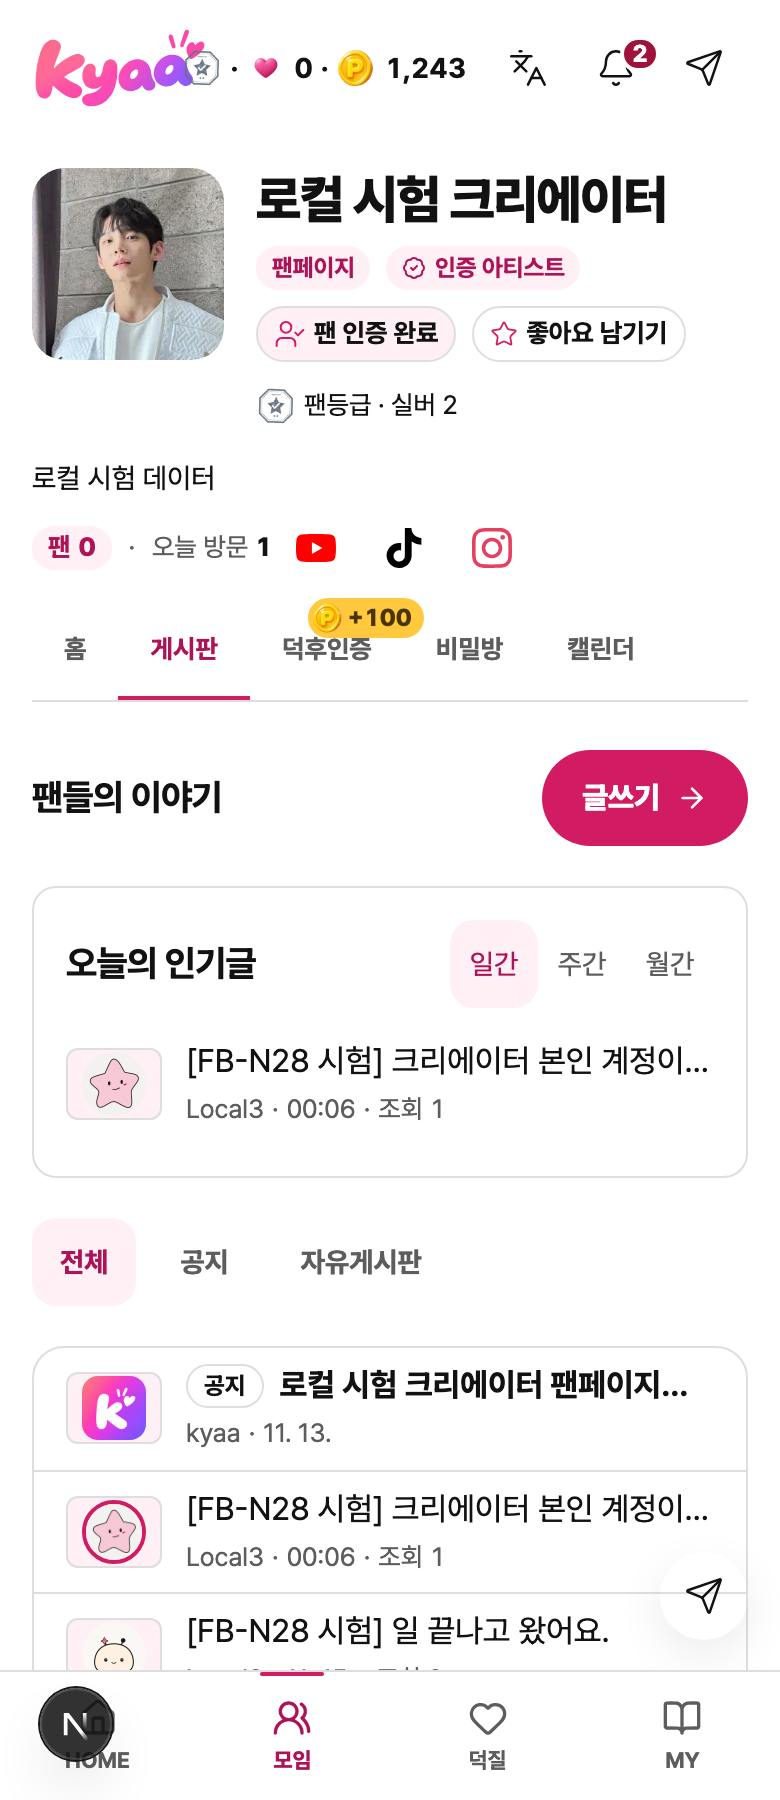 kyaa · 0 · P 1,243 2
로컬 시험 크리에이터
팬페이지 인증 아티스트
팬 인증 완료 좋아요 남기기
팬등급 · 실버 2
로컬 시험 데이터
팬 0 · 오늘 방문 1
P +100
홈 게시판 덕후인증 비밀방 캘린더
팬들의 이야기 글쓰기
오늘의 인기글 일간 주간 월간
[FB-N28 시험] 크리에이터 본인 계정이...
Local3 · 00:06 · 조회 1
전체 공지 자유게시판
공지 로컬 시험 크리에이터 팬페이지...
kyaa · 11. 13.
[FB-N28 시험] 크리에이터 본인 계정이...
Local3 · 00:06 · 조회 1
[FB-N28 시험] 일 끝나고 왔어요.
N
HOME 모임 덕질 MY